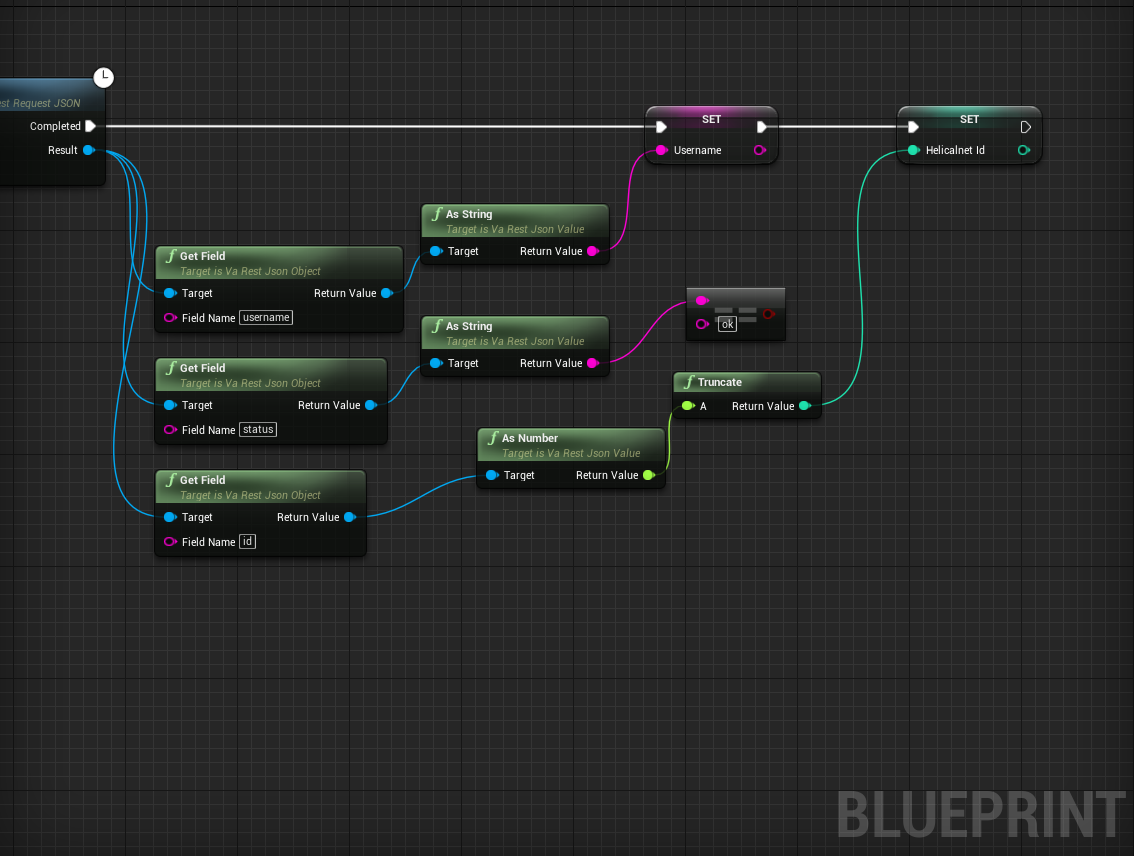 est Request JSON
Completed
Result
SET
Username
SET
Helicalnet Id
f As String
Target is Va Rest Json Value
Target Return Value
f Get Field
Target is Va Rest Json Object
Target Return Value
Field Name username
ok
f As String
Target is Va Rest Json Value
Target Return Value
f Get Field
Target is Va Rest Json Object
Target Return Value
Field Name status
f Truncate
A Return Value
f As Number
Target is Va Rest Json Value
Target Return Value
f Get Field
Target is Va Rest Json Object
Target Return Value
Field Name id
BLUEPRINT